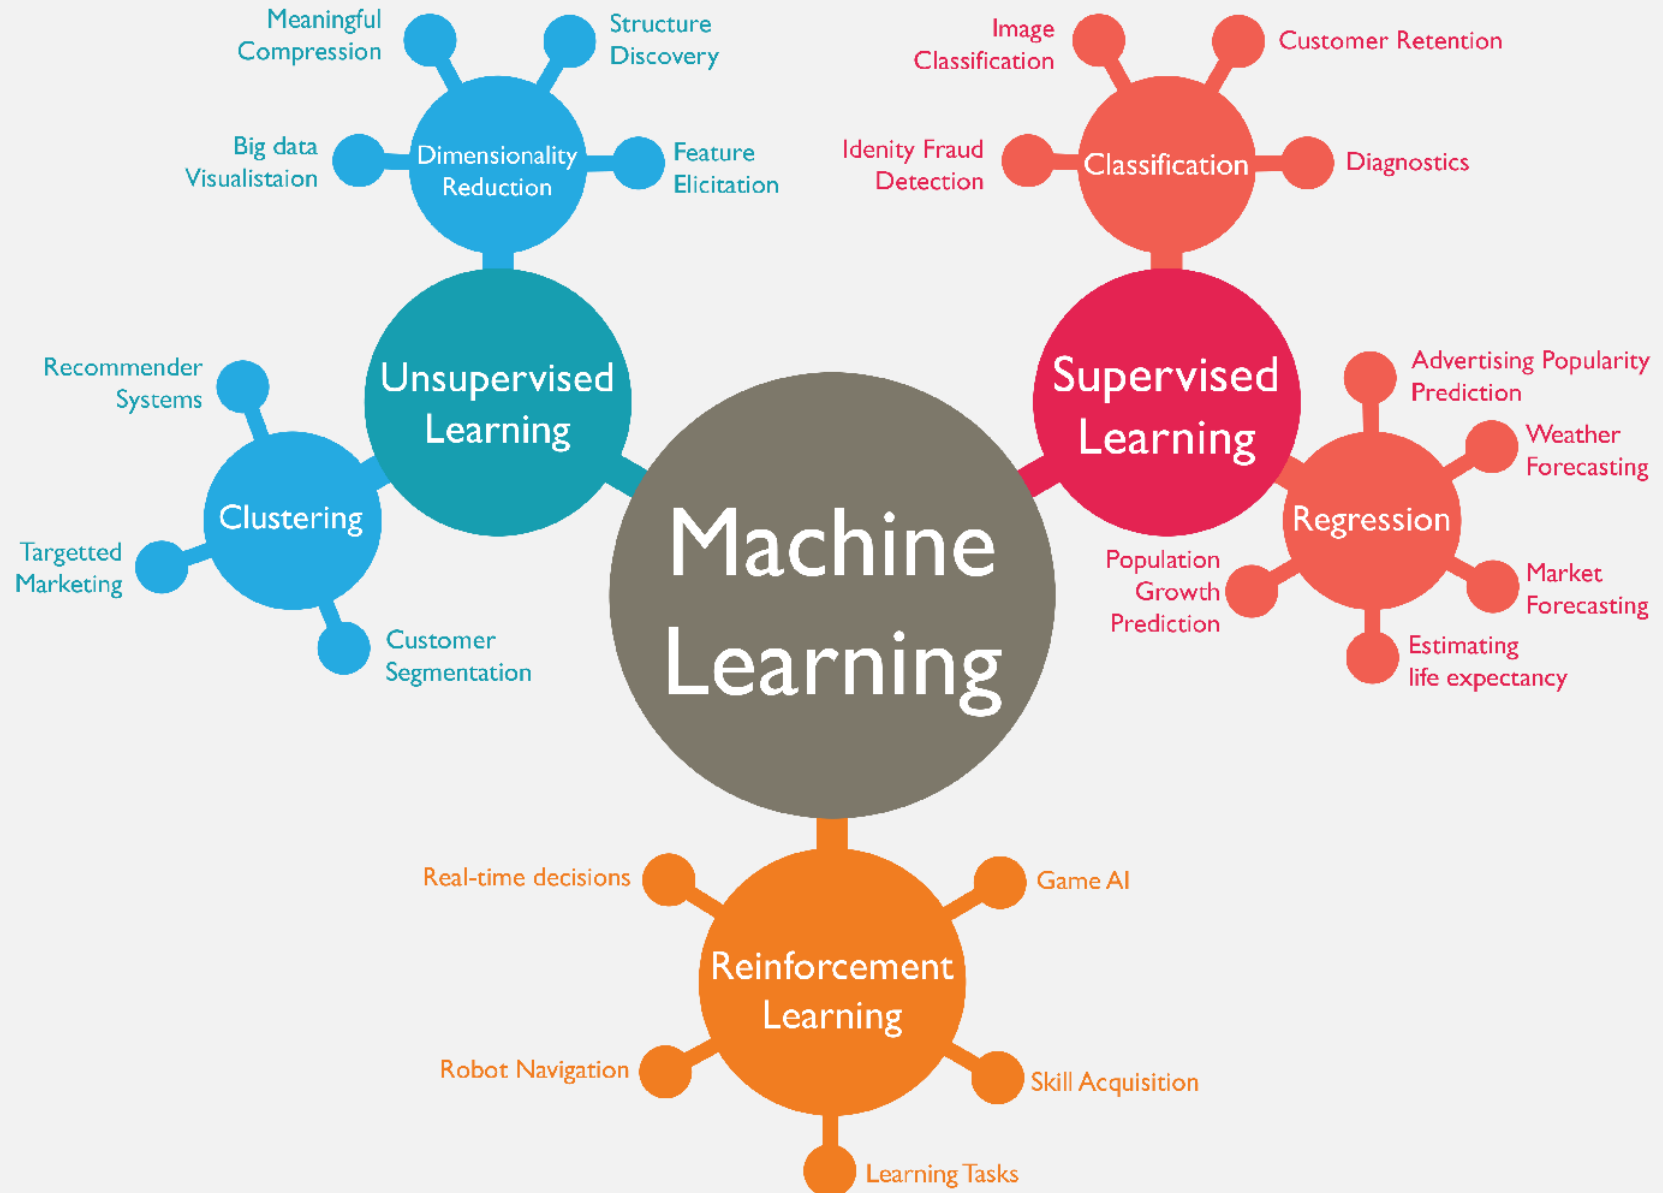 Meaningful
Compression
Structure
Discovery
Big data
Visualistaion
Dimensionality
Reduction
Feature
Elicitation
Image
Classification
Customer Retention
Idenity Fraud
Detection
Classification
Diagnostics
Unsupervised
Learning
Recommender
Systems
Clustering
Targetted
Marketing
Customer
Segmentation
Machine
Learning
Supervised
Learning
Advertising Popularity
Prediction
Weather
Forecasting
Regression
Population
Growth
Prediction
Market
Forecasting
Estimating
life expectancy
Real-time decisions
Game AI
Reinforcement
Learning
Robot Navigation
Skill Acquisition
Learning Tasks